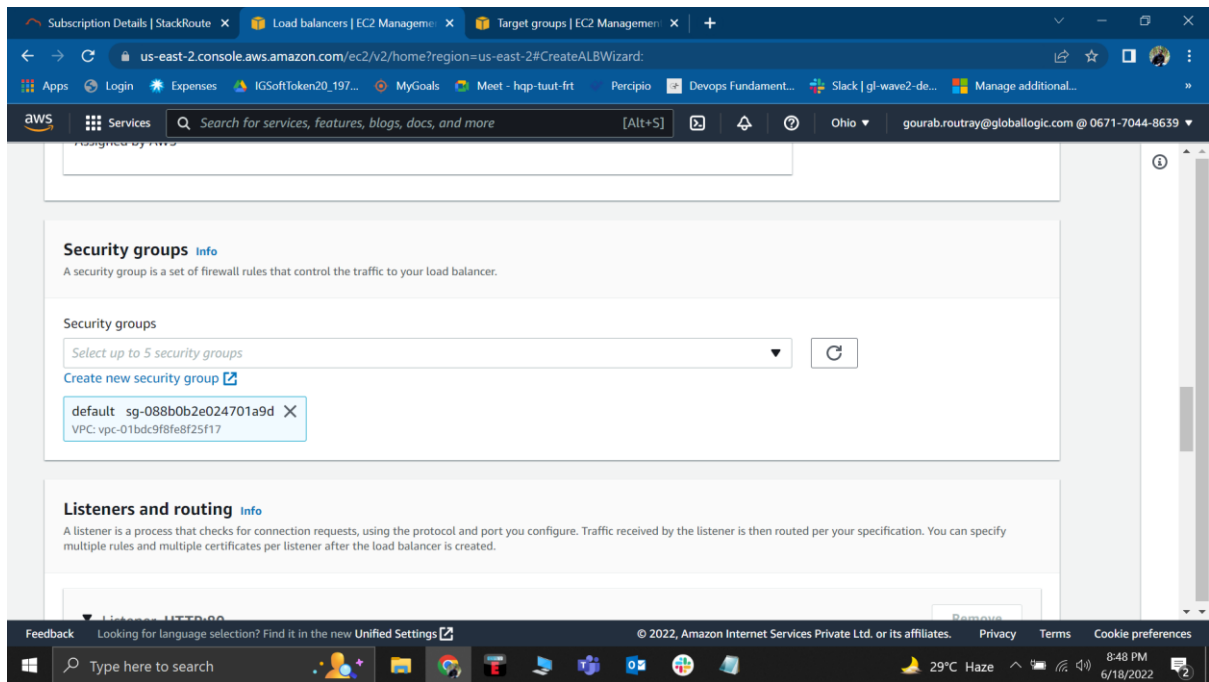 Subscription Details | StackRoute
Load balancers | EC2 Managemen
Target groups | EC2 Management
us-east-2.console.aws.amazon.com/ec2/v2/home?region=us-east-2#CreateALBWizard:
Apps Login Expenses IGSoftToken20_197... MyGoals Meet - hqp-tuut-frt Percipio Devops Fundament... Slack | gl-wave2-de... Manage additional... »
aws Services Search for services, features, blogs, docs, and more [Alt+S] Ohio gourab.routray@globallogic.com @ 0671-7044-8639
Assigned by AWS
Security groups Info
A security group is a set of firewall rules that control the traffic to your load balancer.
Security groups
Select up to 5 security groups
Create new security group
default sg-088b0b2e024701a9d
VPC: vpc-01bdc9f8fe8f25f17
Listeners and routing Info
A listener is a process that checks for connection requests, using the protocol and port you configure. Traffic received by the listener is then routed per your specification. You can specify
multiple rules and multiple certificates per listener after the load balancer is created.
Listener HTTP:80 Remove
Feedback Looking for language selection? Find it in the new Unified Settings © 2022, Amazon Internet Services Private Ltd. or its affiliates. Privacy Terms Cookie preferences
Type here to search 29°C Haze 8:48 PM
6/18/2022 2